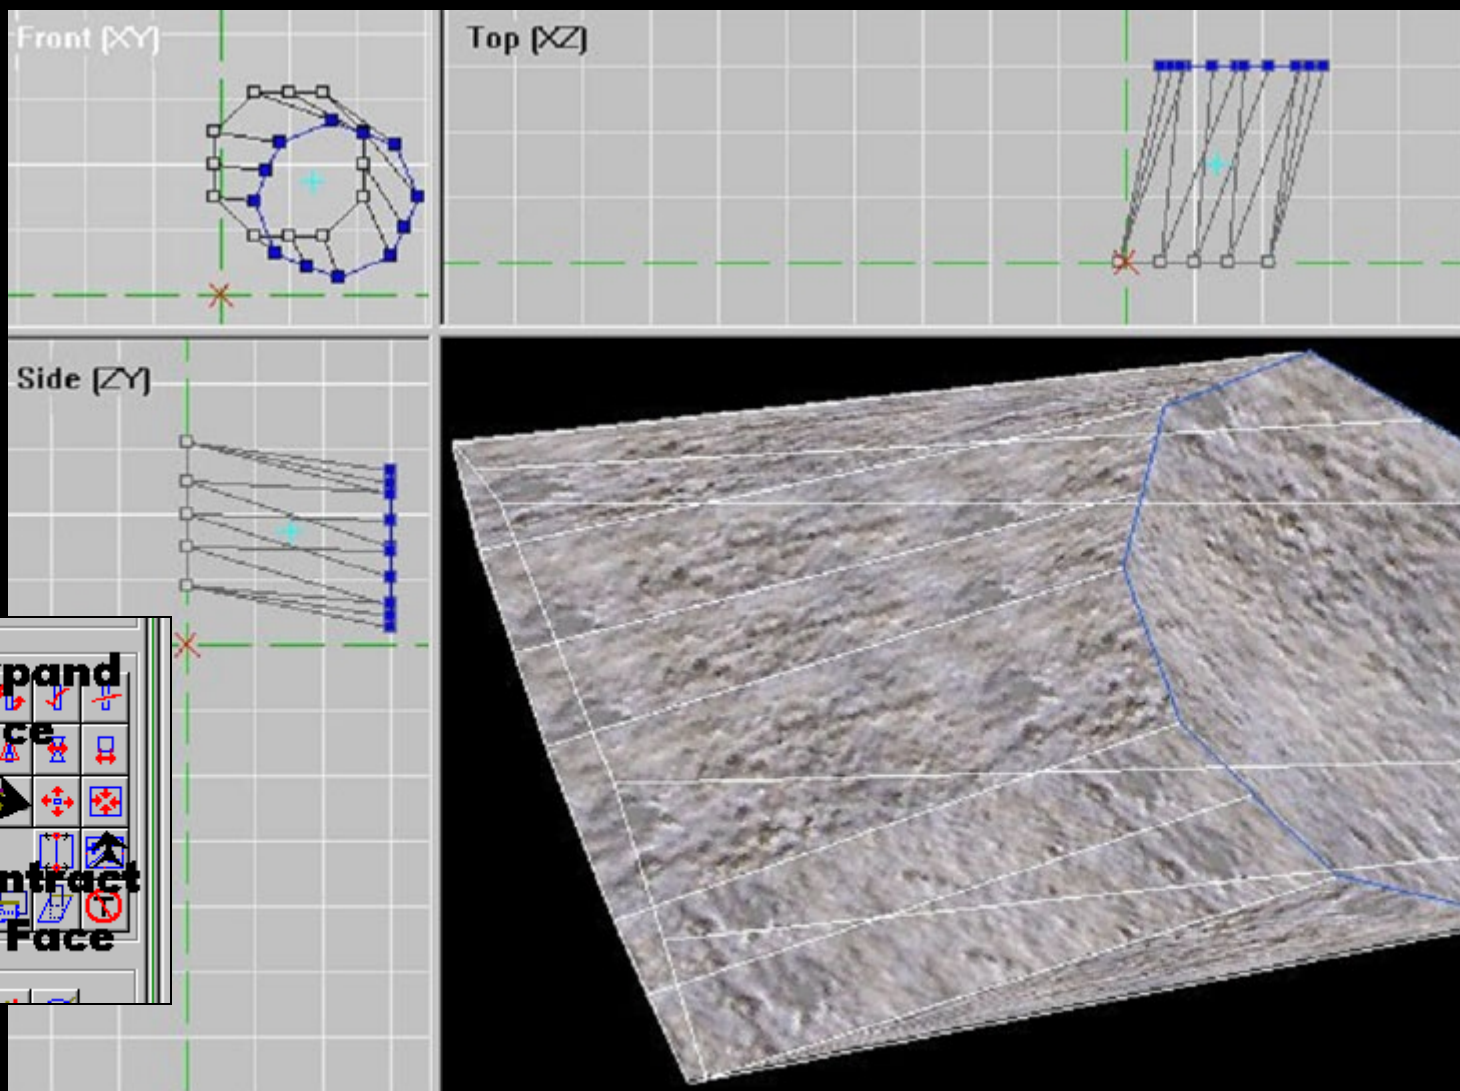 Front (XY)
Top (XZ)
Side (ZY)
pand
ce
ntract
Face